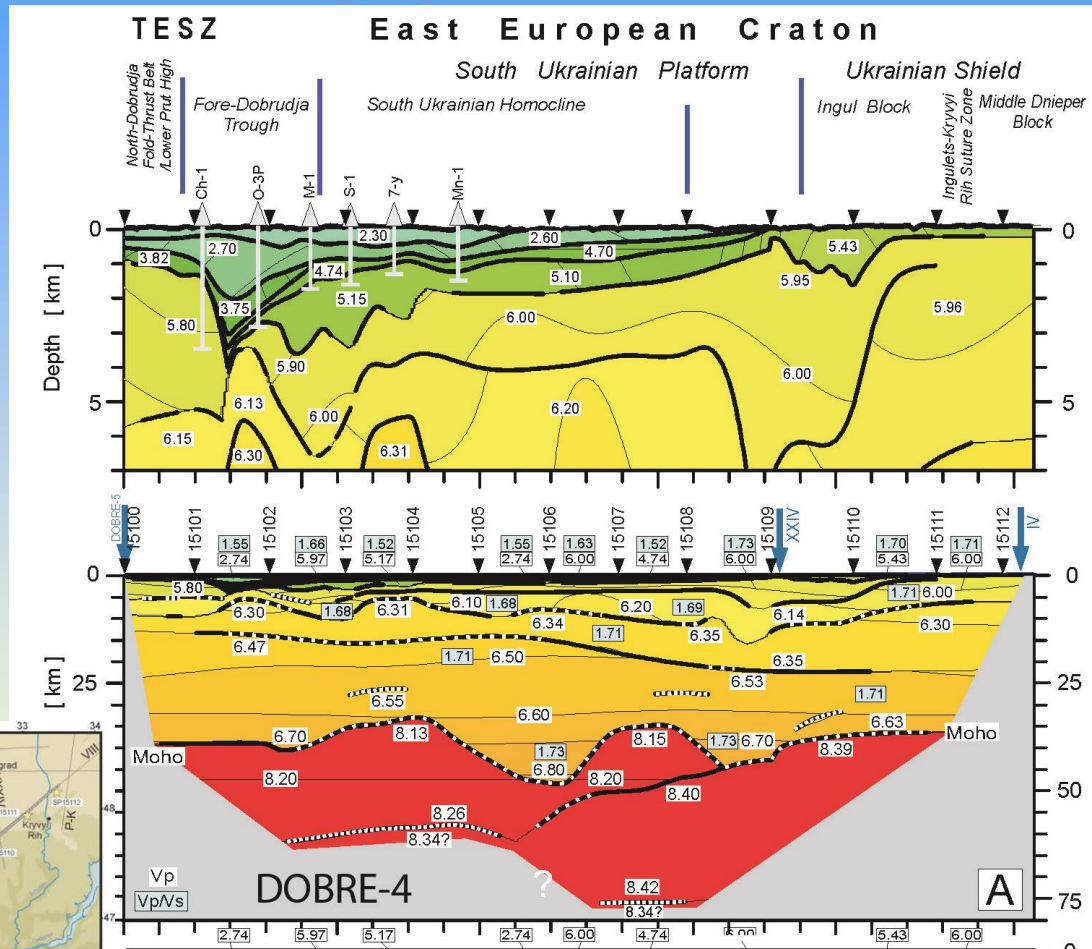 TESZ East European Craton
South Ukrainian Platform Ukrainian Shield
North-Dobrudja
Fold-Thrust Belt
/Lower Prut High
Fore-Dobrudja
Trough
South Ukrainian Homocline
Ingul Block
Ingulets-Kryvyi
Rih Suture Zone
Middle Dnieper
Block
Ch-1 O-3P M-1 S-1 7-y Mn-1
0 2.30 2.60 5.43 0
3.82 2.70 4.74 4.70
3.75 5.15 5.10 5.95
5.80 6.00 5.96
5.90
Depth [ km ]
6.13 6.00 6.20 6.00
5 5
6.15 6.30 6.31
DOBRE-5 15100 15101 15102 15103 15104 15105 15106 15107 15108 15109 XXIV 15110 15111 15112 IV
1.55 1.66 1.52 1.55 1.63 1.52 1.73 1.70 1.71
2.74 5.97 5.17 2.74 6.00 4.74 6.00 5.43 6.00
0 5.80 1.71 6.00 0
6.30 1.68 6.31 6.10 1.68 6.20 1.69 6.14
6.34 6.35 6.30
6.47 1.71
1.71 6.50 6.35
[ km ]
25 6.53 25
6.55 1.71
6.60 6.63
6.70 8.13 8.15 1.73 6.70 8.39
Moho 1.73 Moho
6.80
8.20 8.20
50 8.40 50
8.26
8.34?
Vp
Vp/Vs
DOBRE-4
?
8.42
8.34?
A
75 75
2.74 5.97 5.17 2.74 6.00 4.74 5.43 6.00
33 34
VIII
SP15112
48
Kryvyi
Rih
P-K
47
0